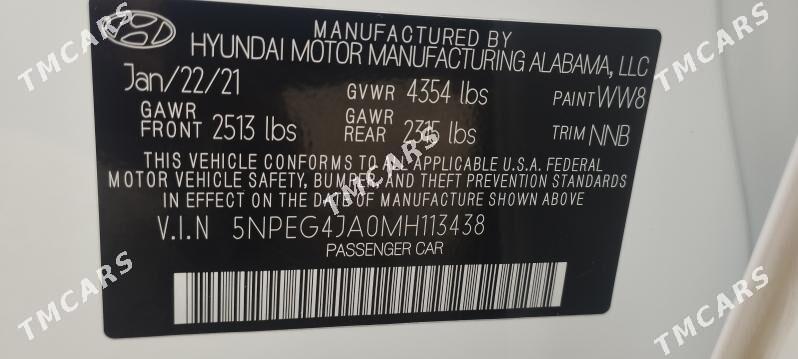 MANUFACTURED BY
HYUNDAI MOTOR MANUFACTURING ALABAMA, LLC
Jan/22/21 GVWR 4354 lbs PAINT WW8
GAWR FRONT 2513 lbs GAWR REAR 2315 lbs TRIM NNB
THIS VEHICLE CONFORMS TO ALL APPLICABLE U.S.A. FEDERAL
MOTOR VEHICLE SAFETY, BUMPER, AND THEFT PREVENTION STANDARDS
IN EFFECT ON THE DATE OF MANUFACTURE SHOWN ABOVE
V.I.N 5NPEG4JA0MH113438
PASSENGER CAR
TMCARS
TMCARS
TMCARS
TMCARS
TMCARS